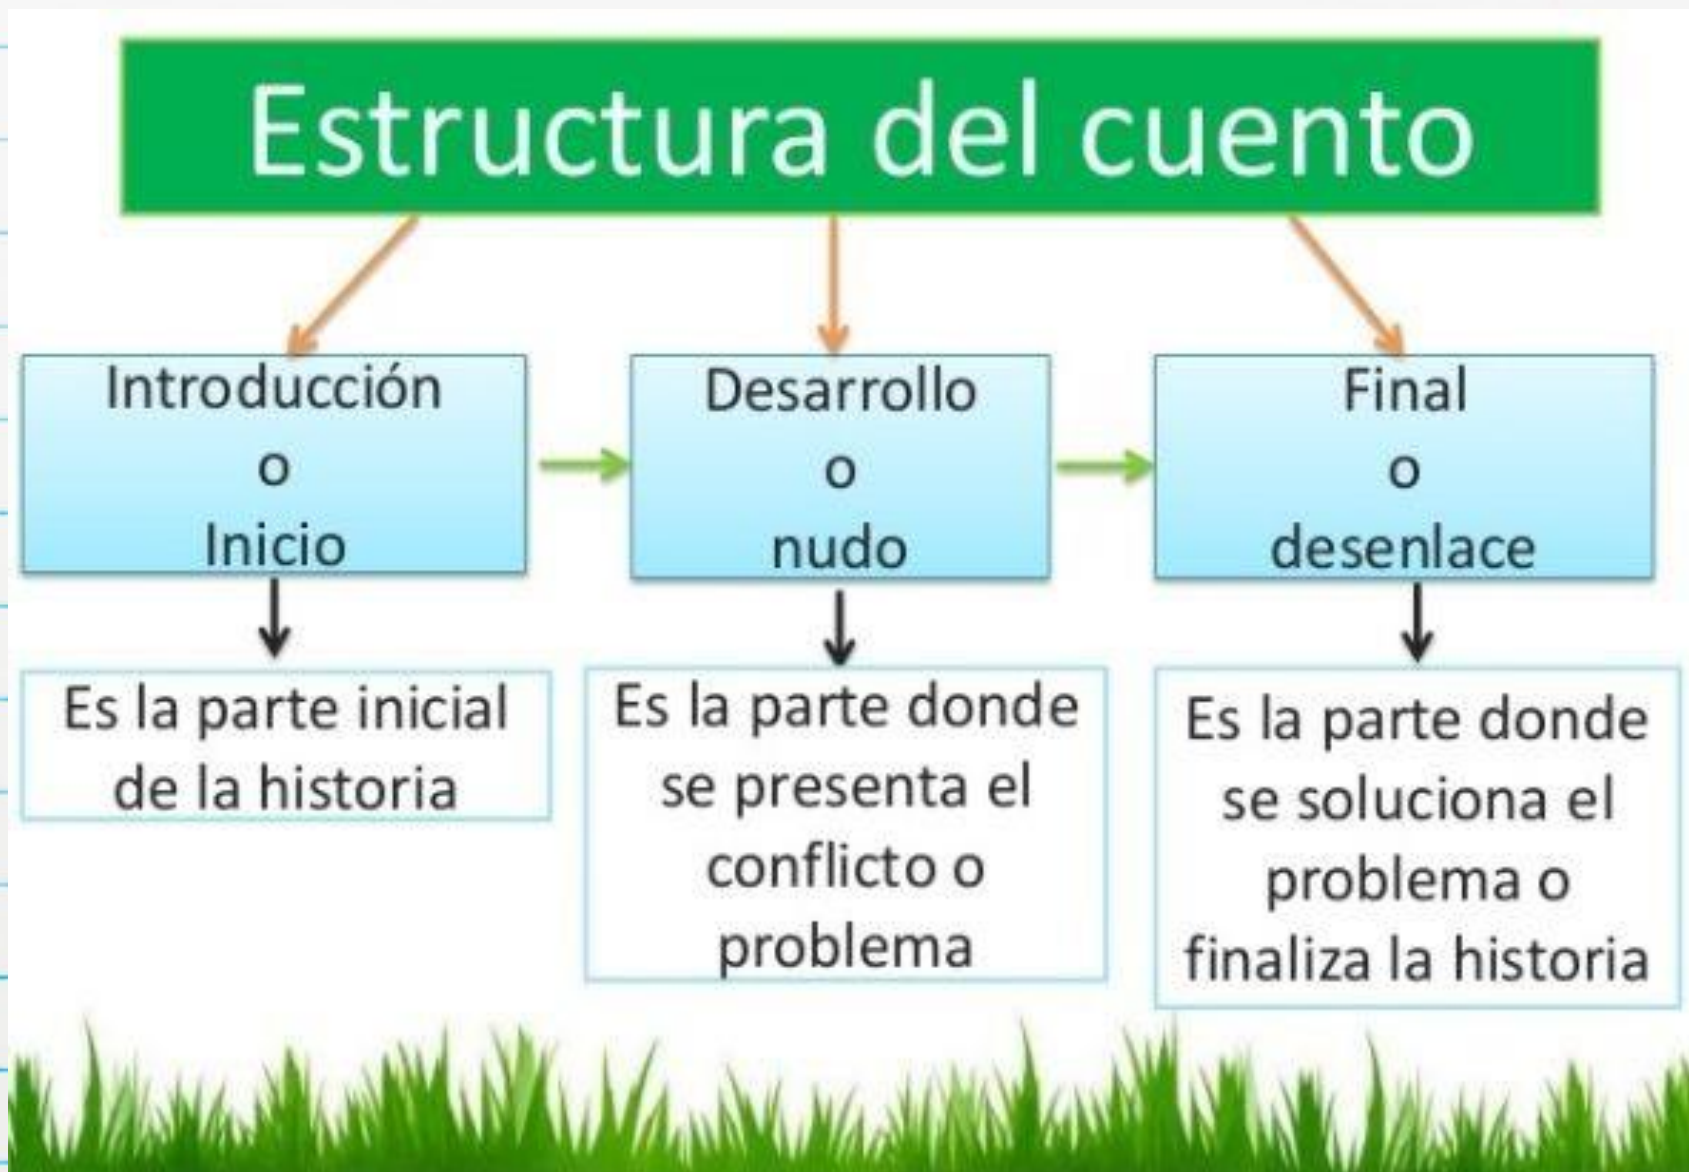 Estructura del cuento
Introducción
o
Inicio
Desarrollo
o
nudo
Final
o
desenlace
Es la parte inicial
de la historia
Es la parte donde
se presenta el
conflicto o
problema
Es la parte donde
se soluciona el
problema o
finaliza la historia